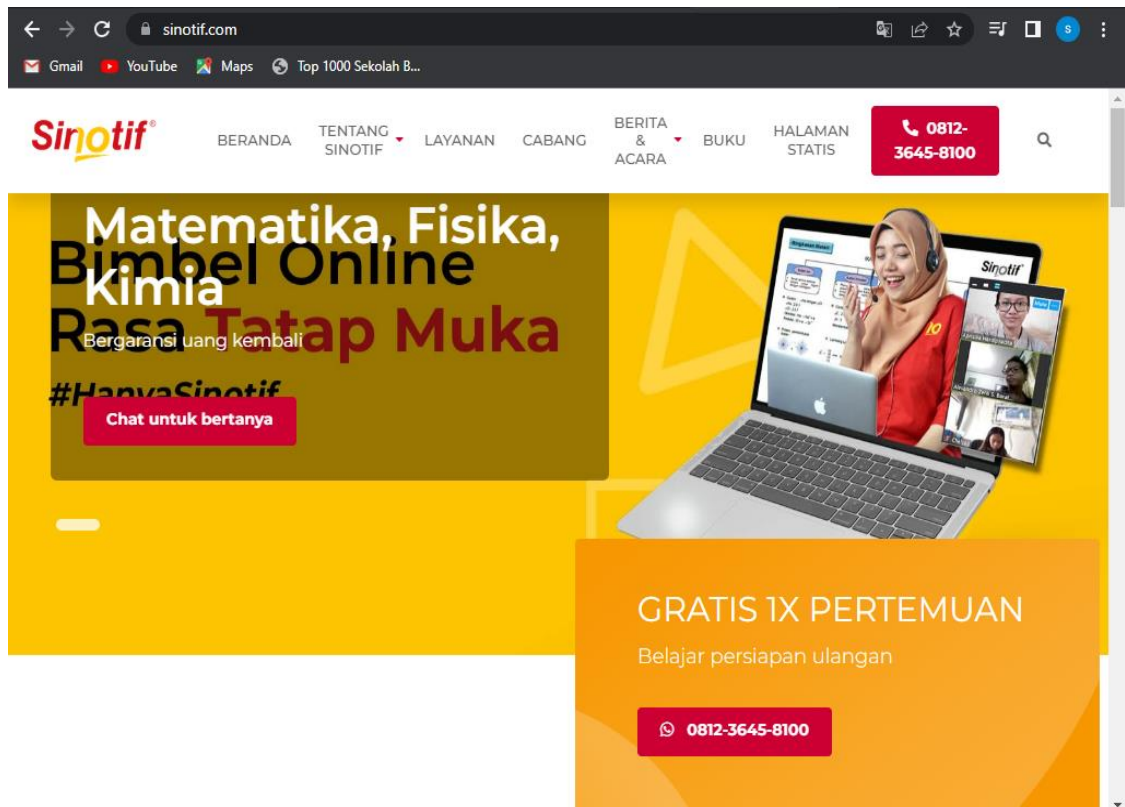 sinotif.com
Gmail YouTube Maps Top 1000 Sekolah B...
Sinotif®
BERANDA
TENTANG
SINOTIF
LAYANAN
CABANG
BERITA
&
ACARA
BUKU
HALAMAN
STATIS
0812-
3645-8100
Matematika, Fisika,
Kimia
Bergaransi uang kembali
Chat untuk bertanya
Bimbel Online
Rasa Tatap Muka
#HanyaSinotif
Sinotif
GRATIS 1X PERTEMUAN
Belajar persiapan ulangan
0812-3645-8100